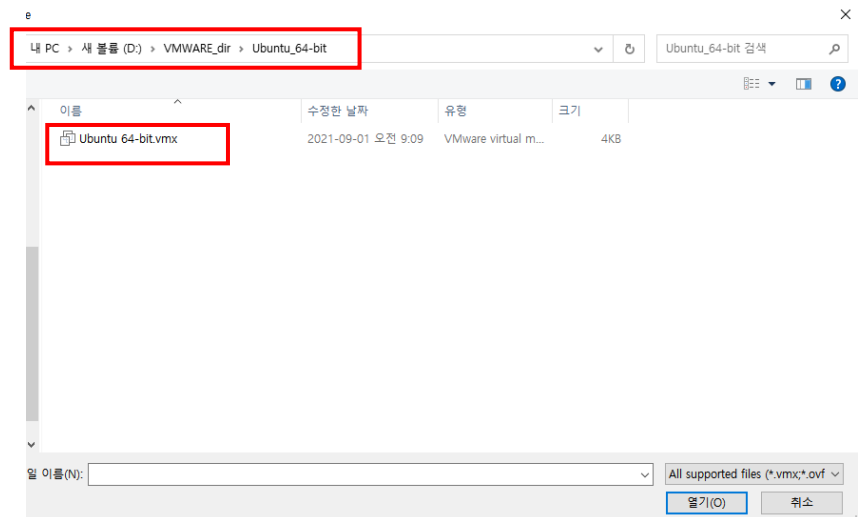 e
내 PC › 새 볼륨 (D:) › VMWARE_dir › Ubuntu_64-bit
Ubuntu_64-bit 검색
이름 수정한 날짜 유형 크기
Ubuntu 64-bit.vmx 2021-09-01 오전 9:09 VMware virtual m... 4KB
일 이름(N): All supported files (*.vmx;*.ovf
열기(O) 취소